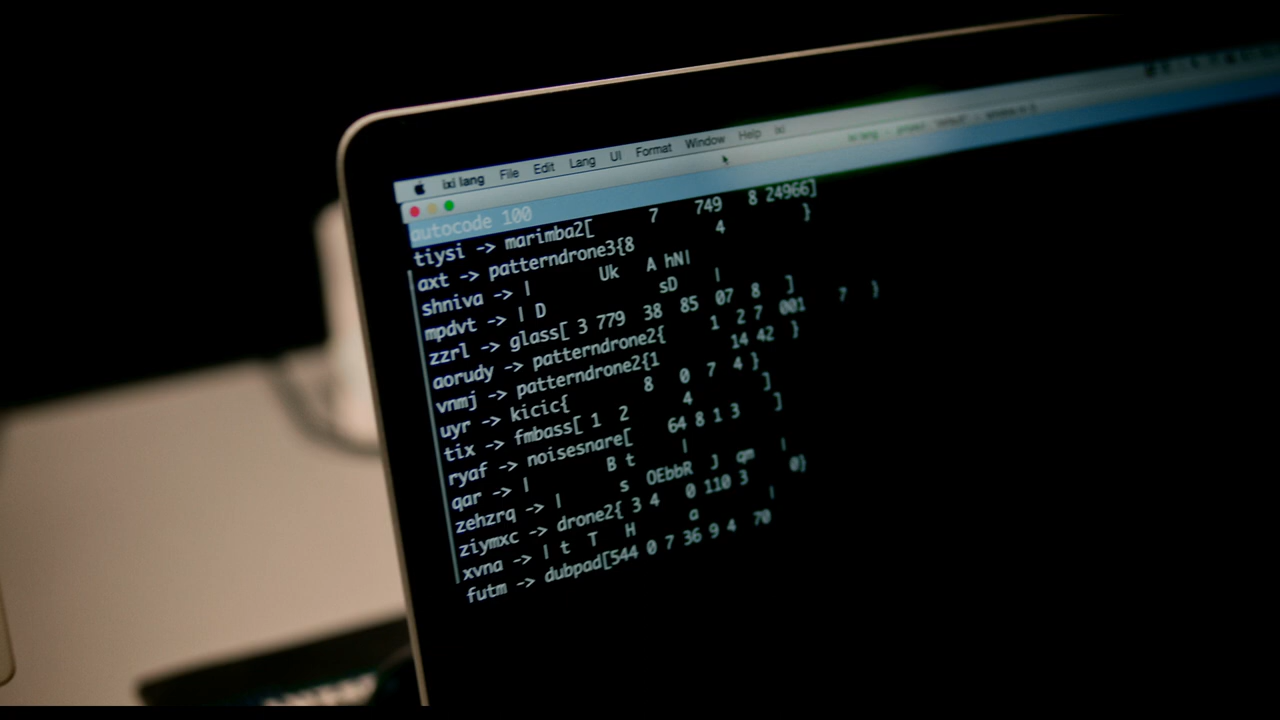 ixi lang File Edit Lang UI Format Window Help ixi
autocode 100
tiysi -> marimba2[ 7 749 8 24966]
axt -> patterndrone3{8 4 }
shniva -> | Uk A hN|
mpdvt -> | D sD |
zzrl -> glass[ 3 779 38 85 07 8 ]
aorudy -> patterndrone2{ 1 2 7 001 7 }
vnmj -> patterndrone2{1 14 42 }
uyr -> kicic{ 8 0 7 4 }
tix -> fmbass[ 1 2 4 ]
ryaf -> noisesnare[ 64 8 1 3 ]
qar -> | B t |
zehzrq -> | s OEbbR J qm |
ziymxc -> drone2{ 3 4 0 110 3 0}
xvna -> | t T H a |
futm -> dubpad[544 0 7 36 9 4 70